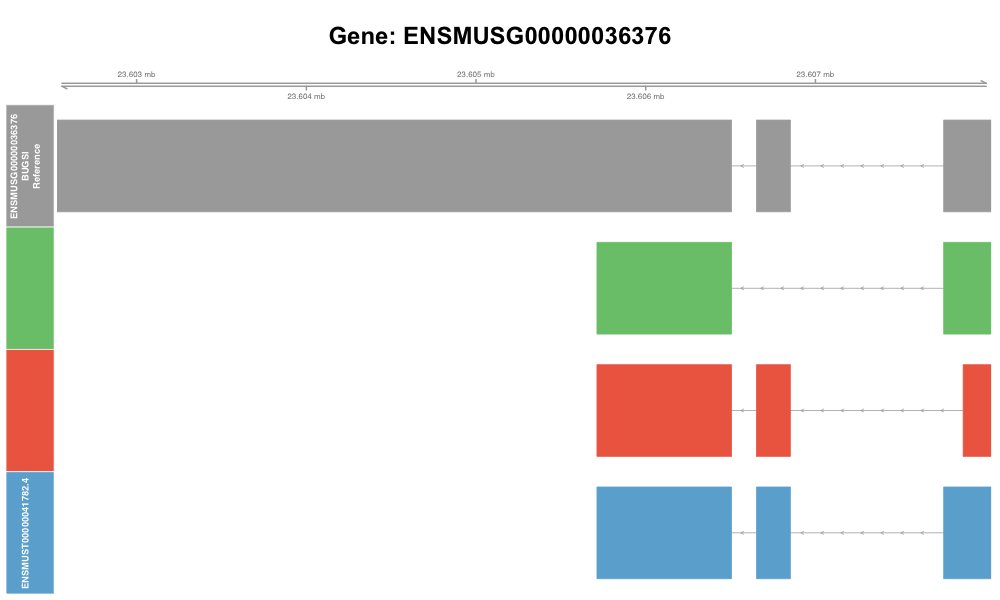 Gene: ENSMUSG00000036376
23.603 mb
23.605 mb
23.607 mb
23.604 mb
23.606 mb
ENSMUSG00000036376
BUGSI
Reference
ENSMUST00000041782.4